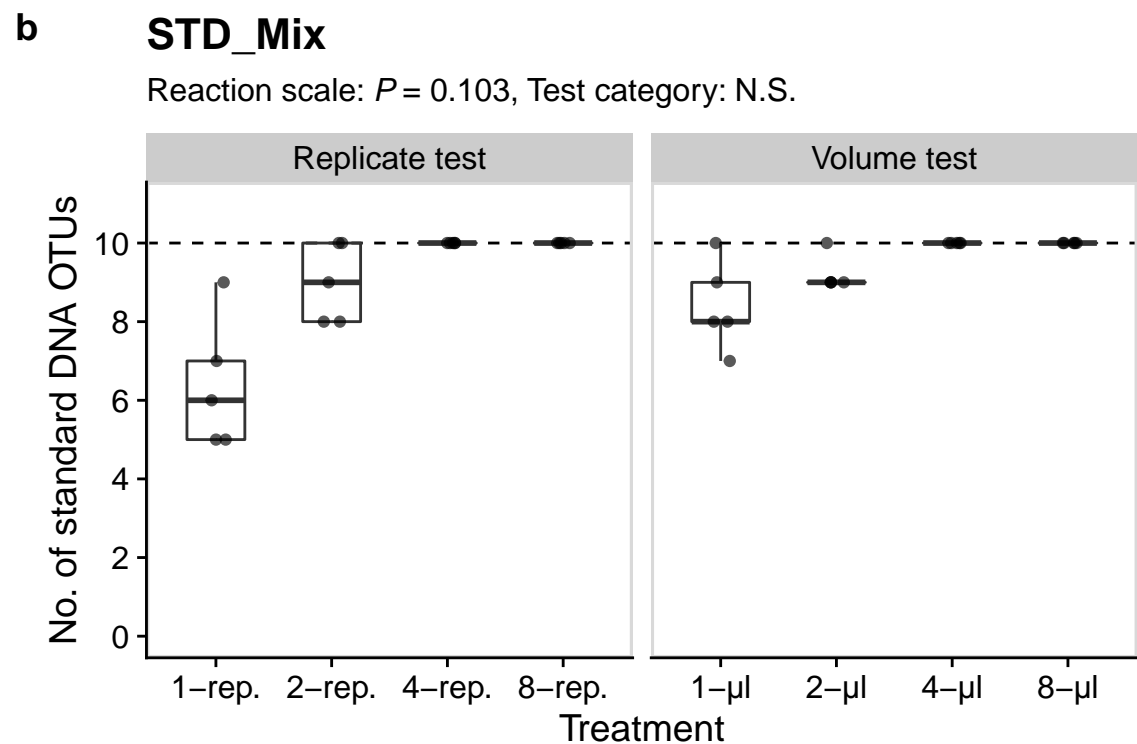 b
STD_Mix
Reaction scale: P = 0.103, Test category: N.S.
Replicate test
Volume test
No. of standard DNA OTUs
10
8
6
4
2
0
1–rep. 2–rep. 4–rep. 8–rep.
1–µl 2–µl 4–µl 8–µl
Treatment